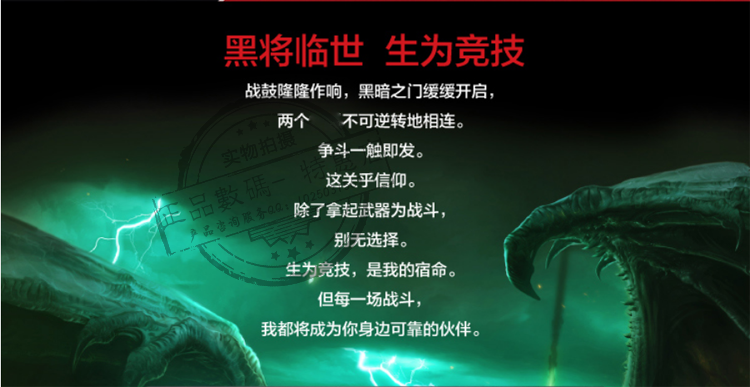 黑将临世 生为竞技
战鼓隆隆作响，黑暗之门缓缓开启，
两个 不可逆转地相连。
争斗一触即发。
这关乎信仰。
除了拿起武器为战斗，
别无选择。
生为竞技，是我的宿命。
但每一场战斗，
我都将成为你身边可靠的伙伴。
实物拍摄
正品數碼